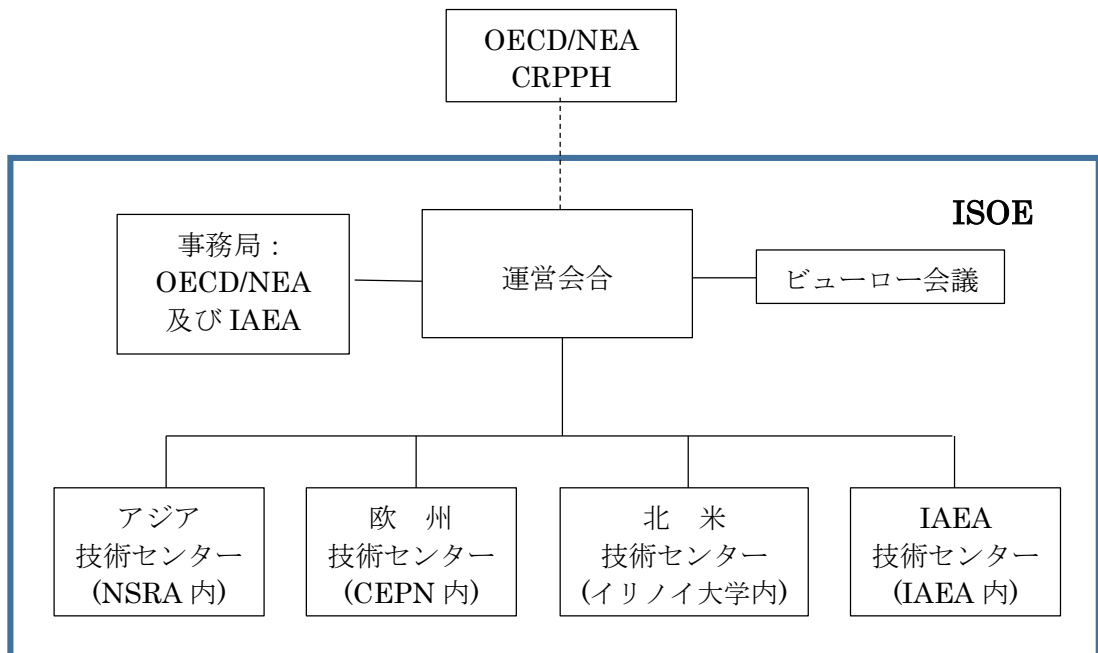 OECD/NEA
CRPPH
ISOE
事務局：
OECD/NEA
及び IAEA
運営会合
ビューロー会議
アジア
技術センター
(NSRA 内)
欧　州
技術センター
(CEPN 内)
北　米
技術センター
(イリノイ大学内)
IAEA
技術センター
(IAEA 内)